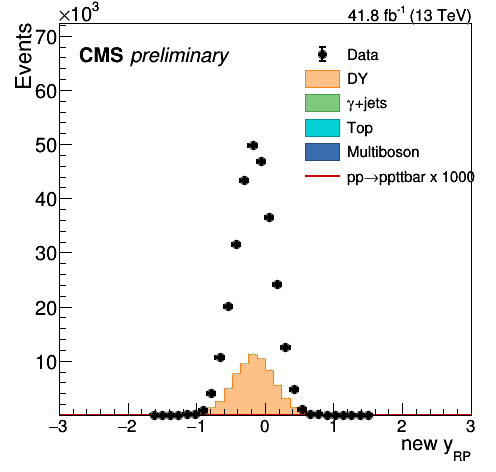 ×10³
41.8 fb⁻¹ (13 TeV)
Events
CMS preliminary
Data
DY
γ+jets
Top
Multiboson
pp→ppttbar x 1000
70
60
50
40
30
20
10
−3 −2 −1 0 1 2 3
new y_RP